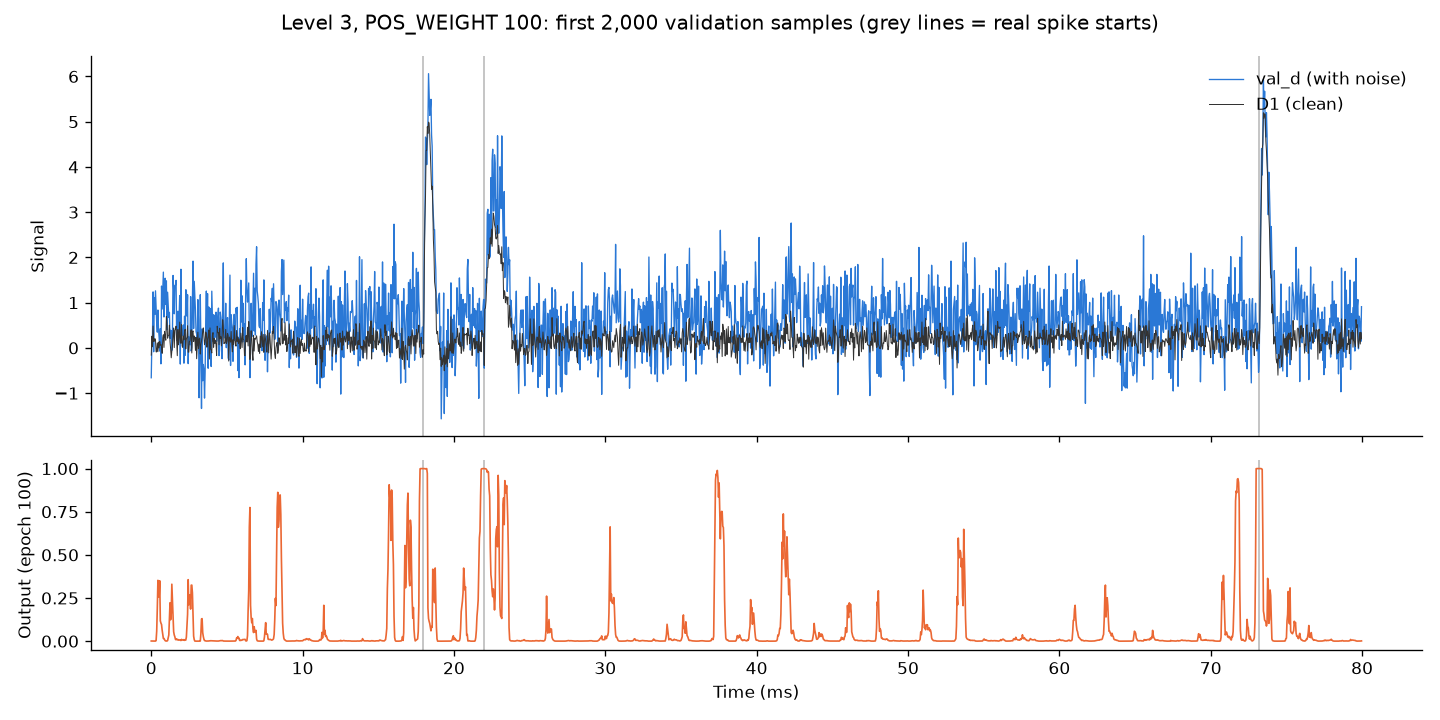 Level 3, POS_WEIGHT 100: first 2,000 validation samples (grey lines = real spike starts)
val_d (with noise)
D1 (clean)
Signal
6
5
4
3
2
1
0
−1
Output (epoch 100)
1.00
0.75
0.50
0.25
0.00
0 10 20 30 40 50 60 70 80
Time (ms)